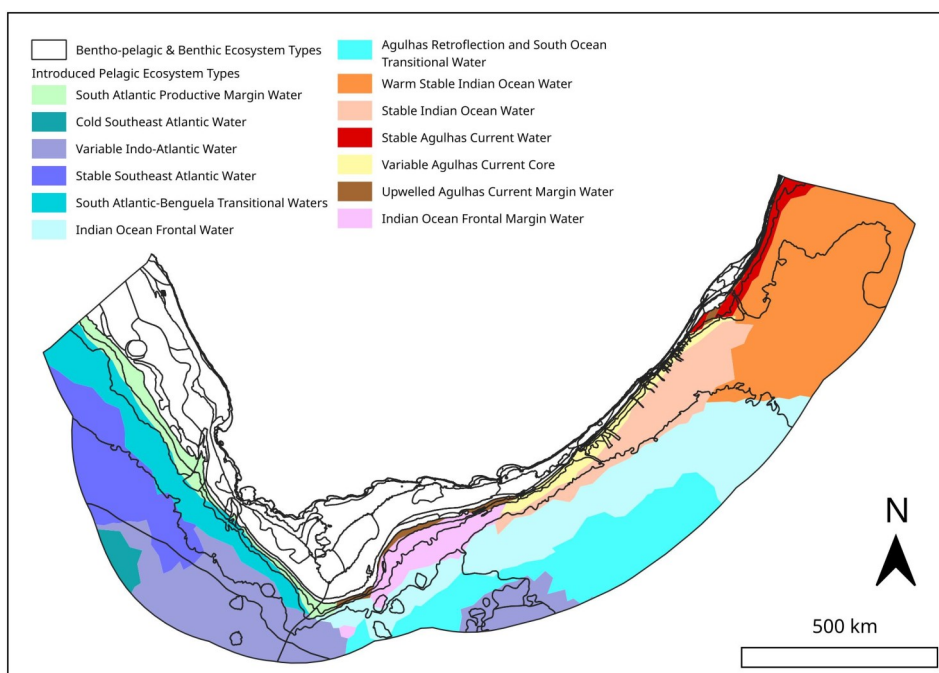 Bentho-pelagic & Benthic Ecosystem Types
Introduced Pelagic Ecosystem Types
South Atlantic Productive Margin Water
Cold Southeast Atlantic Water
Variable Indo-Atlantic Water
Stable Southeast Atlantic Water
South Atlantic-Benguela Transitional Waters
Indian Ocean Frontal Water
Agulhas Retroflection and South Ocean
Transitional Water
Warm Stable Indian Ocean Water
Stable Indian Ocean Water
Stable Agulhas Current Water
Variable Agulhas Current Core
Upwelled Agulhas Current Margin Water
Indian Ocean Frontal Margin Water
N
500 km